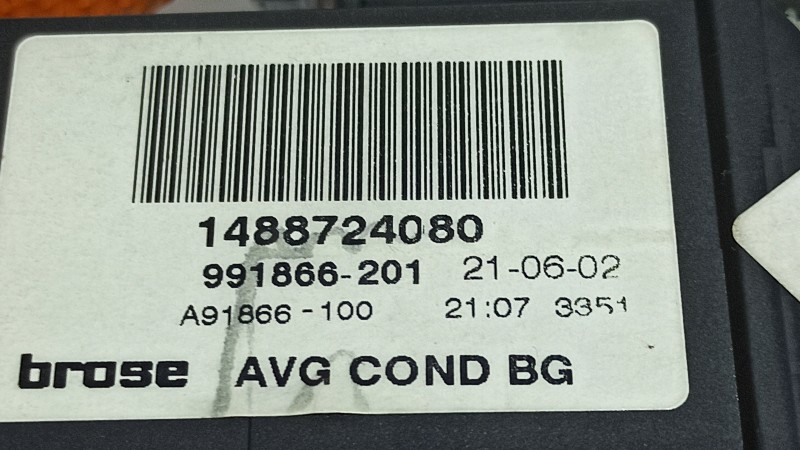 1488724080
991866-201 21-06-02
A91866-100 21:07 3351
brose AVG COND BG